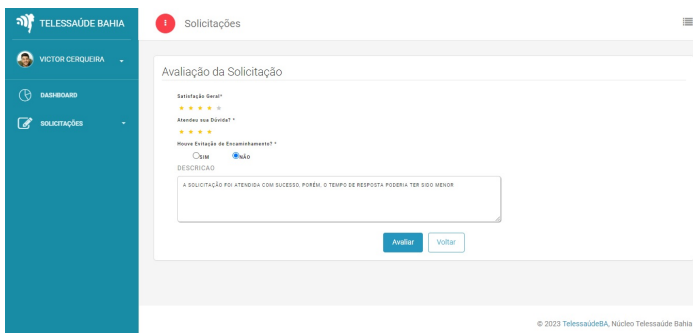 TELESSAÚDE BAHIA
Solicitações
VICTOR CERQUEIRA
DASHBOARD
SOLICITAÇÕES
Avaliação da Solicitação
Satisfação Geral*
Atendeu sua Dúvida? *
Houve Evitação de Encaminhamento? *
SIM NÃO
DESCRICAO
A SOLICITAÇÃO FOI ATENDIDA COM SUCESSO, PORÉM, O TEMPO DE RESPOSTA PODERIA TER SIDO MENOR
Avaliar Voltar
© 2023 TelessaúdeBA, Núcleo Telessaúde Bahia